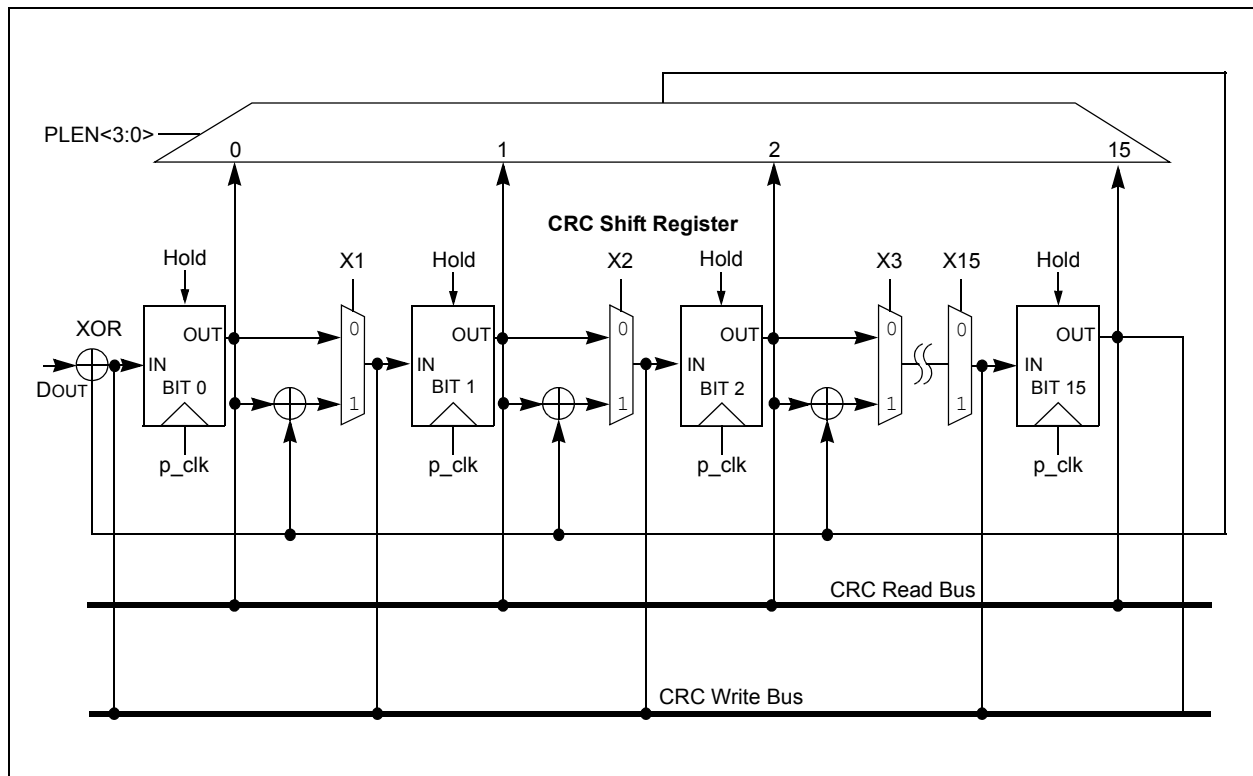 PLEN<3:0>
0 1 2 15
CRC Shift Register
Hold X1 Hold X2 Hold X3 X15 Hold
XOR
OUT 0 OUT 0 OUT 0 0 OUT
IN IN IN IN
DOUT
BIT 0 1 BIT 1 1 BIT 2 1 1 BIT 15
p_clk p_clk p_clk p_clk
CRC Read Bus
CRC Write Bus